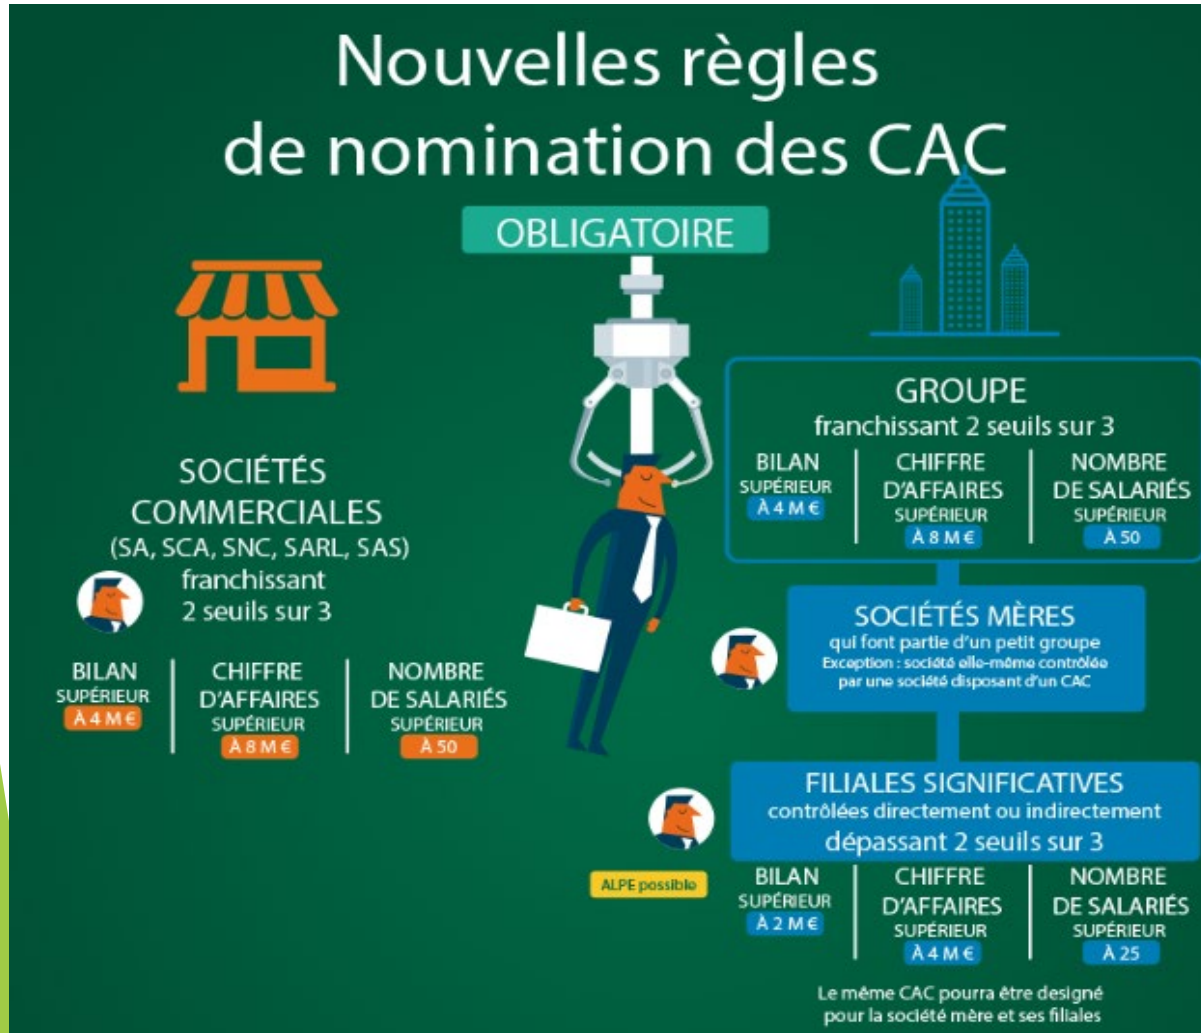 Nouvelles règles
de nomination des CAC
OBLIGATOIRE
SOCIÉTÉS
COMMERCIALES
(SA, SCA, SNC, SARL, SAS)
franchissant
2 seuils sur 3
BILAN
SUPÉRIEUR
À 4 M €
CHIFFRE
D'AFFAIRES
SUPÉRIEUR
À 8 M €
NOMBRE
DE SALARIÉS
SUPÉRIEUR
À 50
GROUPE
franchissant 2 seuils sur 3
BILAN
SUPÉRIEUR
À 4 M €
CHIFFRE
D'AFFAIRES
SUPÉRIEUR
À 8 M €
NOMBRE
DE SALARIÉS
SUPÉRIEUR
À 50
SOCIÉTÉS MÈRES
qui font partie d'un petit groupe
Exception : société elle-même contrôlée
par une société disposant d'un CAC
FILIALES SIGNIFICATIVES
contrôlées directement ou indirectement
dépassant 2 seuils sur 3
ALPE possible
BILAN
SUPÉRIEUR
À 2 M €
CHIFFRE
D'AFFAIRES
SUPÉRIEUR
À 4 M €
NOMBRE
DE SALARIÉS
SUPÉRIEUR
À 25
Le même CAC pourra être designé
pour la société mère et ses filiales